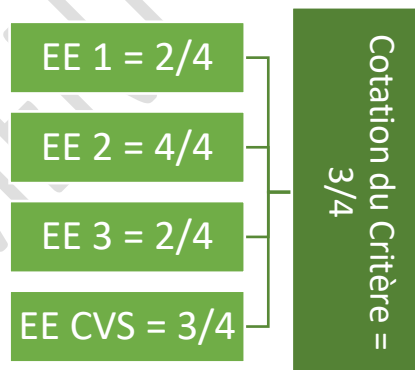 EE 1 = 2/4
EE 2 = 4/4
EE 3 = 2/4
EE CVS = 3/4
Cotation du Critère =
3/4